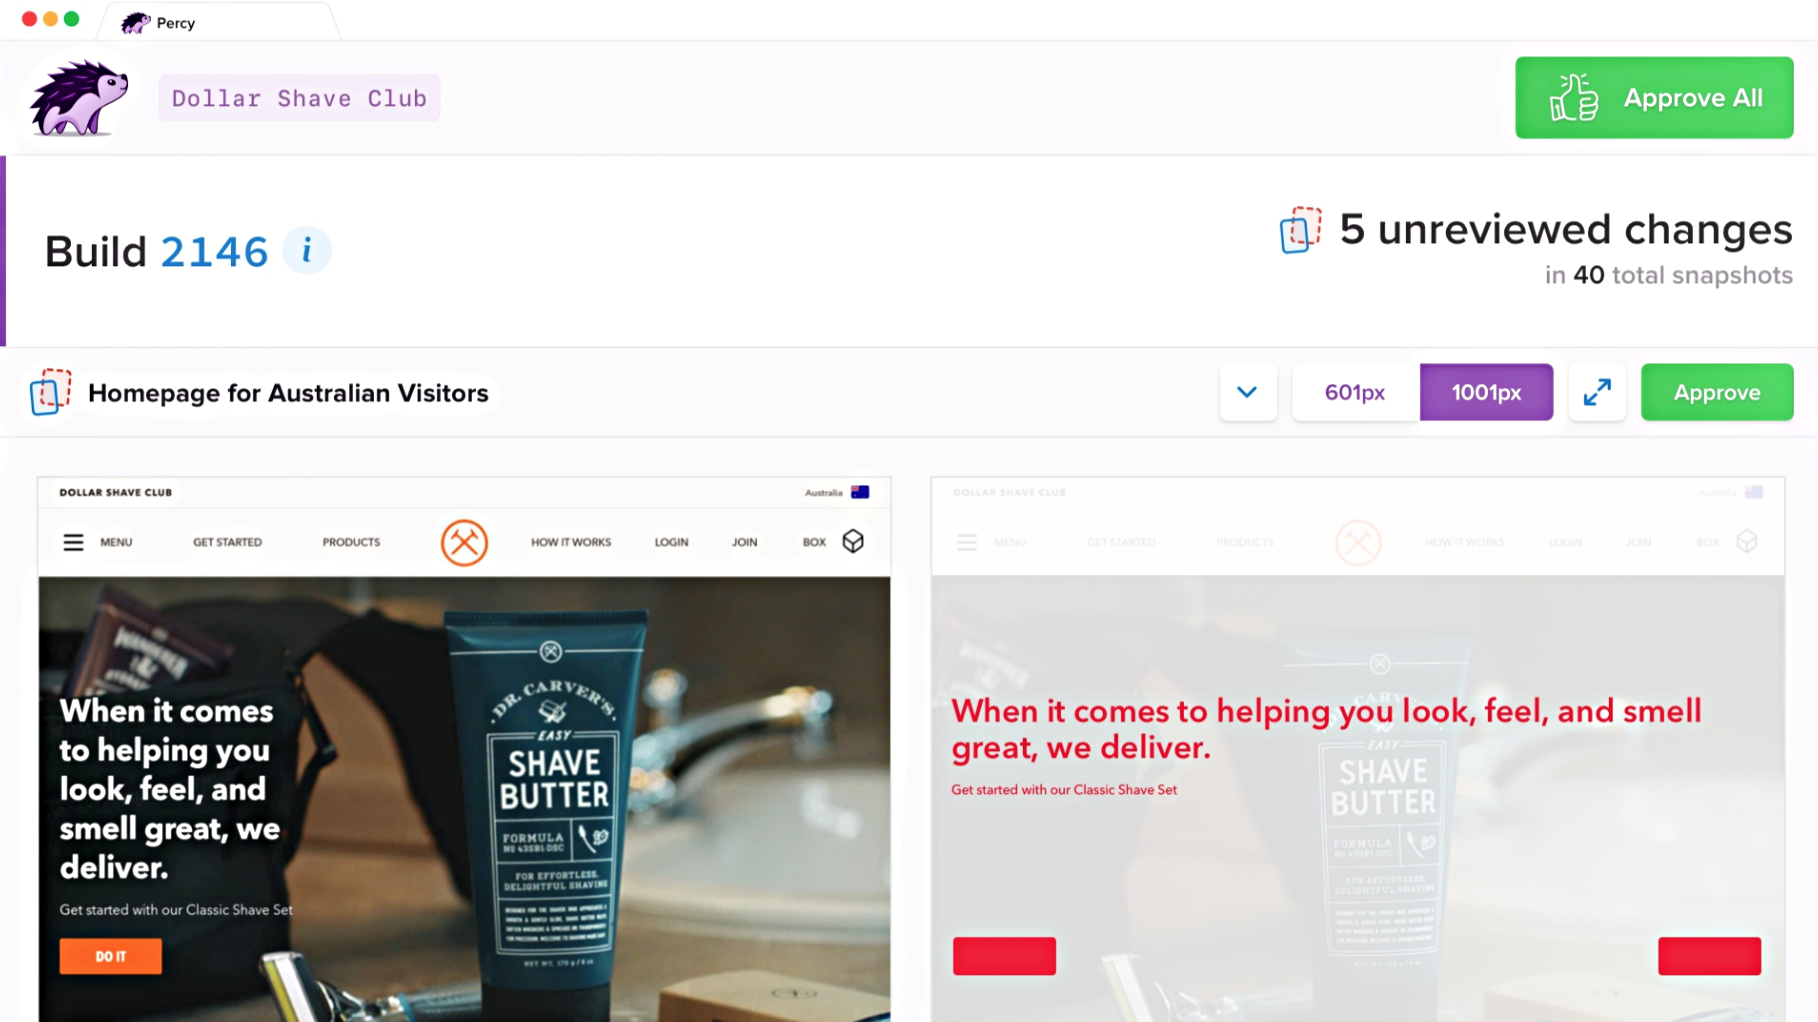 Percy
Dollar Shave Club
Approve All
Build 2146 i
5 unreviewed changes
in 40 total snapshots
Homepage for Australian Visitors
601px
1001px
Approve
DOLLAR SHAVE CLUB
Australia
MENU
GET STARTED
PRODUCTS
HOW IT WORKS
LOGIN
JOIN
BOX
When it comes
to helping you
look, feel, and
smell great, we
deliver.
Get started with our Classic Shave Set
DO IT
DR. CARVER'S
EASY
SHAVE
BUTTER
FORMULA
FOR EFFORTLESS,
DELIGHTFUL SHAVING
DOLLAR SHAVE CLUB
Australia
MENU
GET STARTED
PRODUCTS
HOW IT WORKS
LOGIN
JOIN
BOX
When it comes to helping you look, feel, and smell
great, we deliver.
Get started with our Classic Shave Set
EASY
SHAVE
BUTTER
FORMULA
FOR EFFORTLESS,
DELIGHTFUL SHAVING